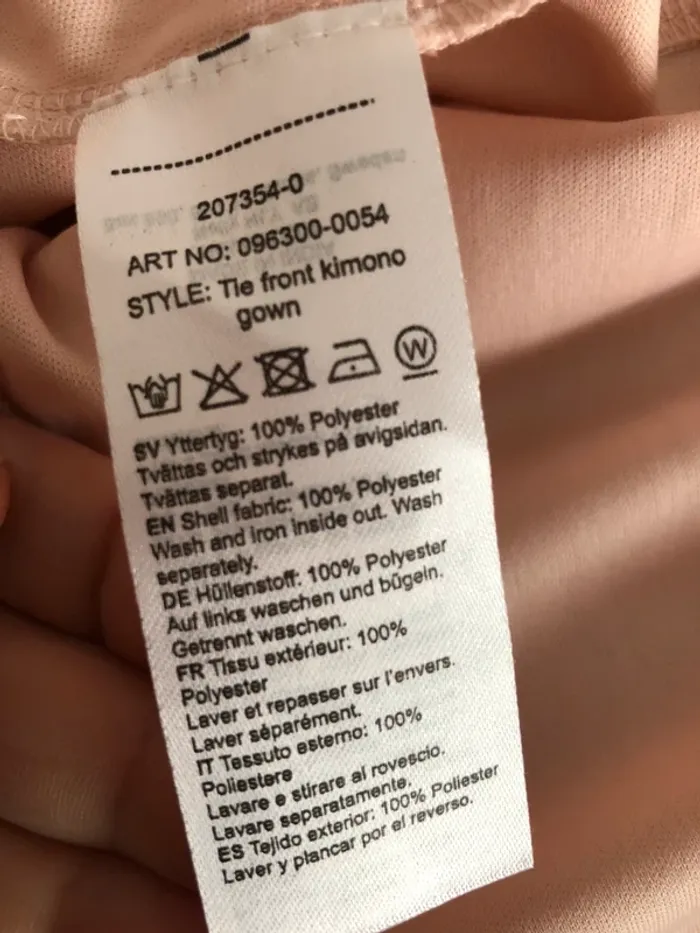 207354-0
ART NO: 096300-0054
STYLE: Tie front kimono
gown
W
SV Yttertyg: 100% Polyester
Tvättas och strykes på avigsidan.
Tvättas separat.
EN Shell fabric: 100% Polyester
Wash and iron inside out. Wash
separately.
DE Hüllenstoff: 100% Polyester
Auf links waschen und bügeln.
Getrennt waschen.
FR Tissu extérieur: 100%
Polyester
Laver et repasser sur l'envers.
Laver séparément.
IT Tessuto esterno: 100%
Poliestere
Lavare e stirare al rovescio.
Lavare separatamente.
ES Tejido exterior: 100% Poliester
Laver y plancar por el reverso.